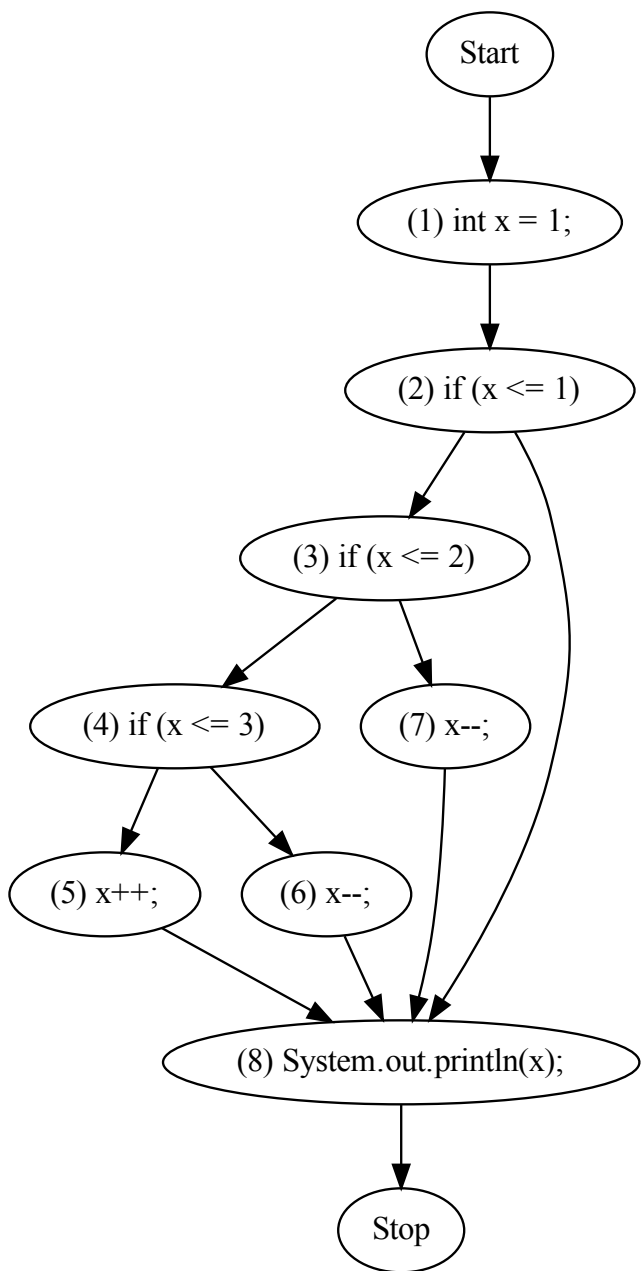 Start
(1) int x = 1;
(2) if (x <= 1)
(3) if (x <= 2)
(4) if (x <= 3)
(7) x--;
(5) x++;
(6) x--;
(8) System.out.println(x);
Stop